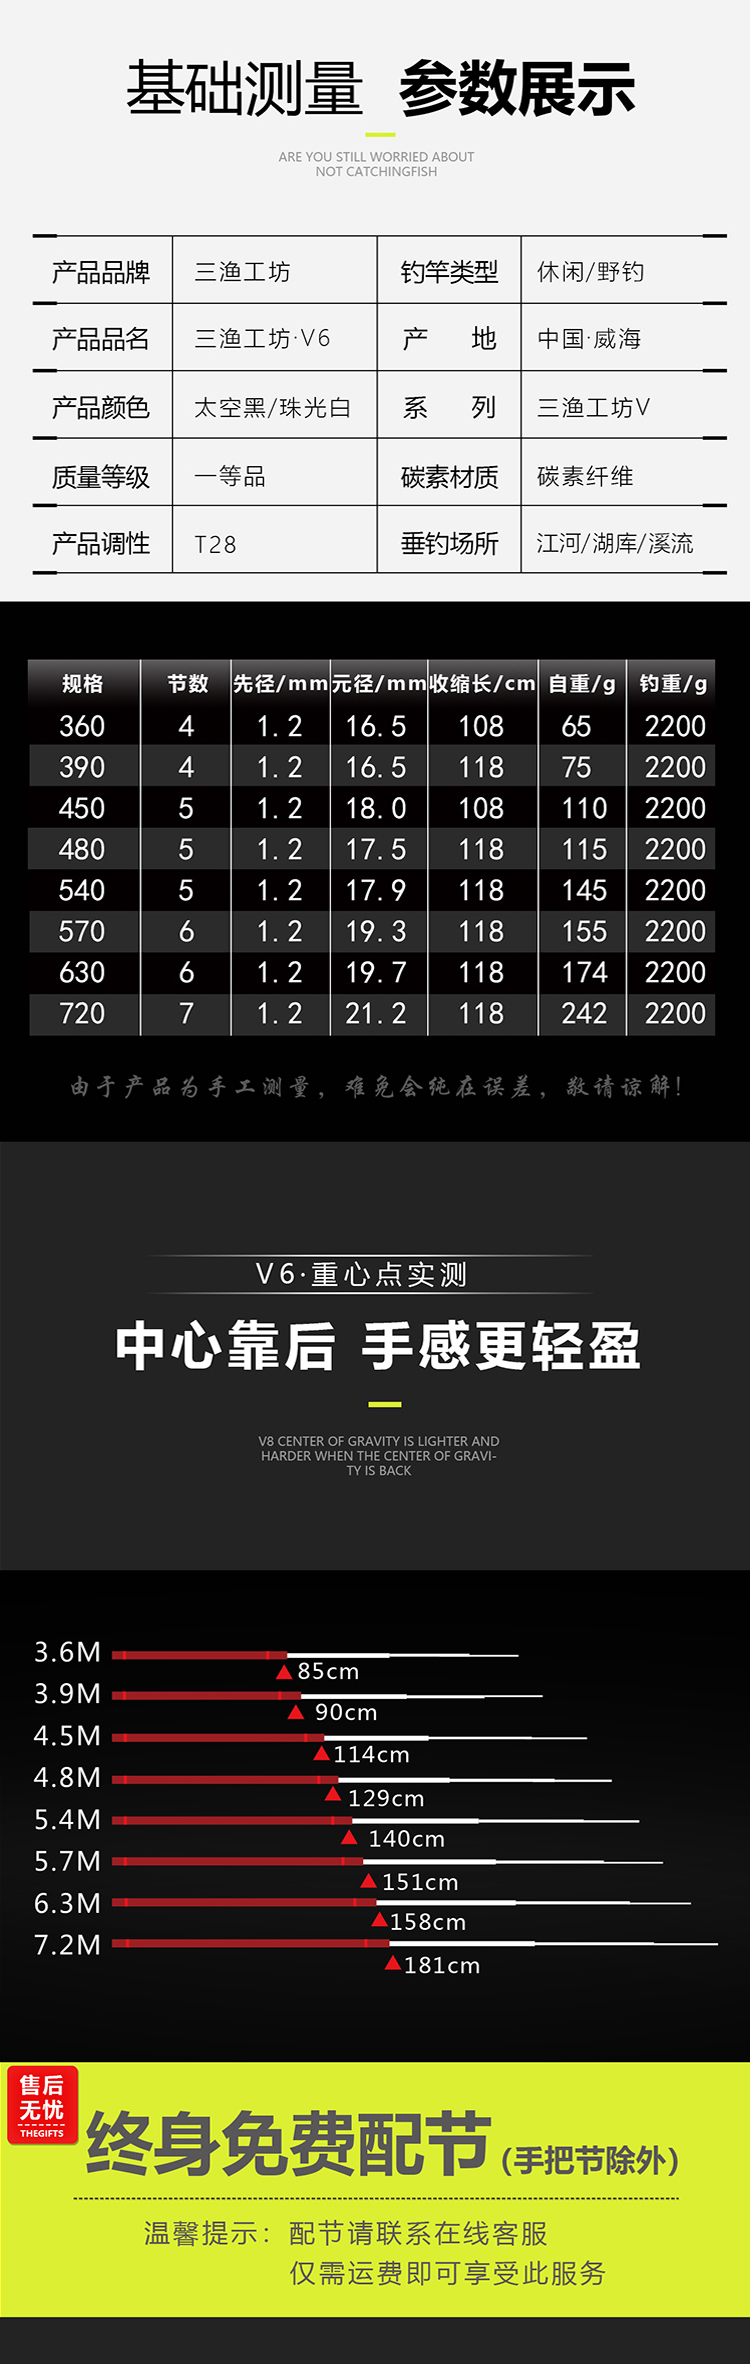 基础测量 参数展示
ARE YOU STILL WORRIED ABOUT
NOT CATCHINGFISH
产品品牌 三渔工坊 钓竿类型 休闲/野钓
产品品名 三渔工坊·V6 产 地 中国·威海
产品颜色 太空黑/珠光白 系 列 三渔工坊V
质量等级 一等品 碳素材质 碳素纤维
产品调性 T28 垂钓场所 江河/湖库/溪流
规格 节数 先径/mm 元径/mm 收缩长/cm 自重/g 钓重/g
360 4 1.2 16.5 108 65 2200
390 4 1.2 16.5 118 75 2200
450 5 1.2 18.0 108 110 2200
480 5 1.2 17.5 118 115 2200
540 5 1.2 17.9 118 145 2200
570 6 1.2 19.3 118 155 2200
630 6 1.2 19.7 118 174 2200
720 7 1.2 21.2 118 242 2200
由于产品为手工测量，难免会纯在误差，敬请谅解！
V6·重心点实测
中心靠后 手感更轻盈
V8 CENTER OF GRAVITY IS LIGHTER AND
HARDER WHEN THE CENTER OF GRAVI-
TY IS BACK
3.6M
85cm
3.9M
90cm
4.5M
114cm
4.8M
129cm
5.4M
140cm
5.7M
151cm
6.3M
158cm
7.2M
181cm
售后
无忧
THEGIFTS
终身免费配节(手把节除外)
温馨提示：配节请联系在线客服
仅需运费即可享受此服务